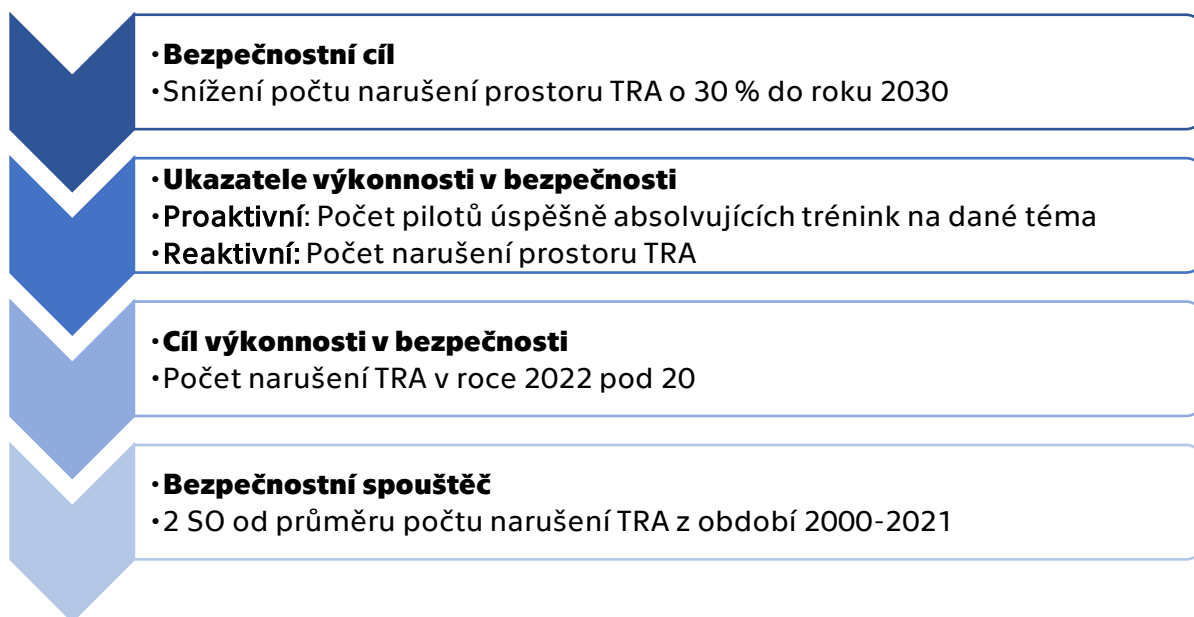 •Bezpečnostní cíl
•Snížení počtu narušení prostoru TRA o 30 % do roku 2030
•Ukazatele výkonnosti v bezpečnosti
•Proaktivní: Počet pilotů úspěšně absolvujících trénink na dané téma
•Reaktivní: Počet narušení prostoru TRA
•Cíl výkonnosti v bezpečnosti
•Počet narušení TRA v roce 2022 pod 20
•Bezpečnostní spouštěč
•2 SO od průměru počtu narušení TRA z období 2000-2021